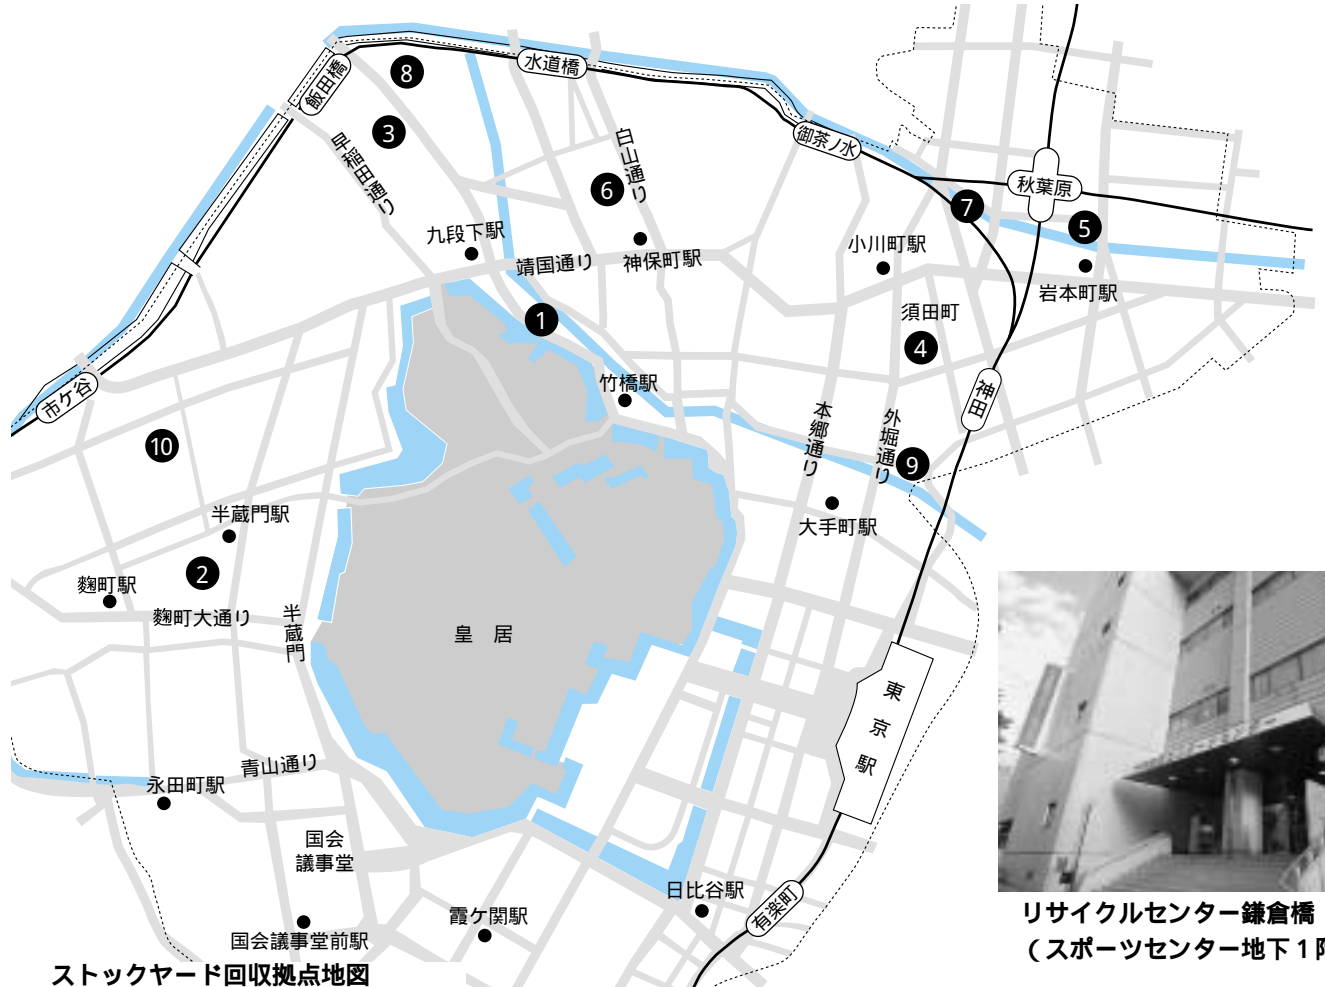 飯田橋
8
水道橋
3
早稲田通り
白山通り
御茶ノ水
6
秋葉原
7
5
九段下駅
靖国通り
神保町駅
小川町駅
岩本町駅
1
須田町
4
市ケ谷
竹橋駅
神田
本郷通り
外堀通り
10
9
半蔵門駅
大手町駅
2
麴町駅
麴町大通り
半蔵門
皇 居
東京駅
青山通り
永田町駅
国会
議事堂
日比谷駅
有楽町
霞ケ関駅
国会議事堂前駅
ストックヤード回収拠点地図
リサイクルセンター鎌倉橋
（スポーツセンター地下1階